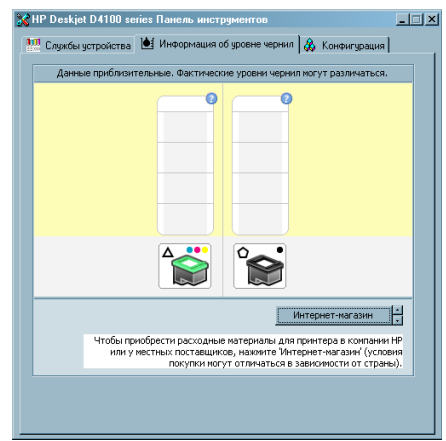 HP Deskjet D4100 series Панель инструментов
Службы устройства
Информация об уровне чернил
Конфигурация
Данные приблизительные. Фактические уровни чернил могут различаться.
?
?
Интернет-магазин
Чтобы приобрести расходные материалы для принтера в компании HP
или у местных поставщиков, нажмите 'Интернет-магазин' (условия
покупки могут отличаться в зависимости от страны).